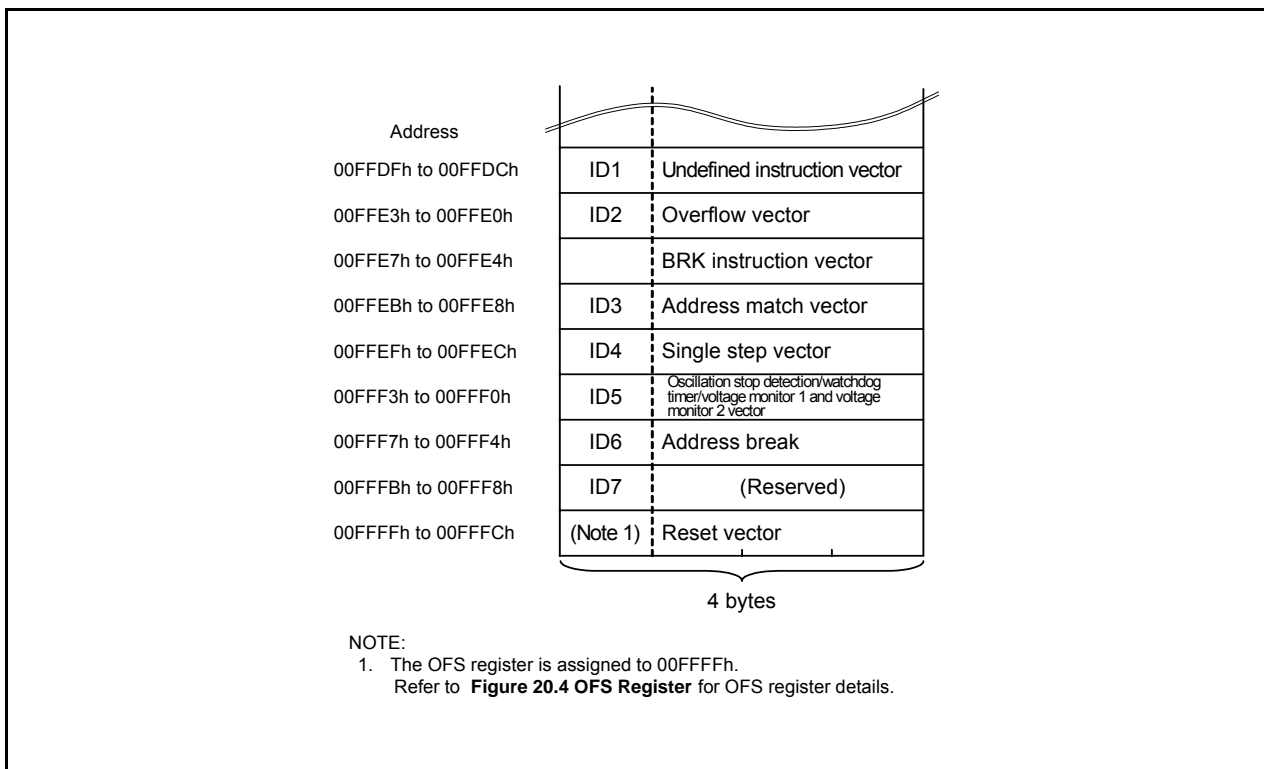 Address
00FFDFh to 00FFDCh ID1 Undefined instruction vector
00FFE3h to 00FFE0h ID2 Overflow vector
00FFE7h to 00FFE4h BRK instruction vector
00FFEBh to 00FFE8h ID3 Address match vector
00FFEFh to 00FFECh ID4 Single step vector
00FFF3h to 00FFF0h ID5 Oscillation stop detection/watchdog
timer/voltage monitor 1 and voltage
monitor 2 vector
00FFF7h to 00FFF4h ID6 Address break
00FFFBh to 00FFF8h ID7 (Reserved)
00FFFFh to 00FFFCh (Note 1) Reset vector
4 bytes
NOTE:
1. The OFS register is assigned to 00FFFFh.
Refer to Figure 20.4 OFS Register for OFS register details.